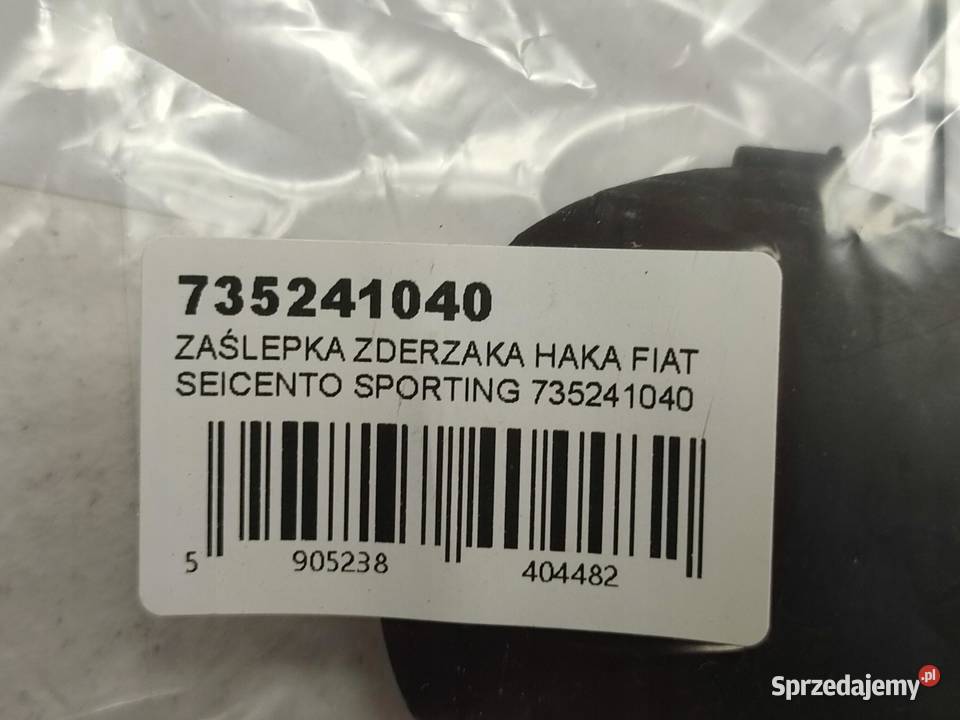 735241040
ZAŚLEPKA ZDERZAKA HAKA FIAT
SEICENTO SPORTING 735241040
5 905238 404482
Sprzedajemy.pl